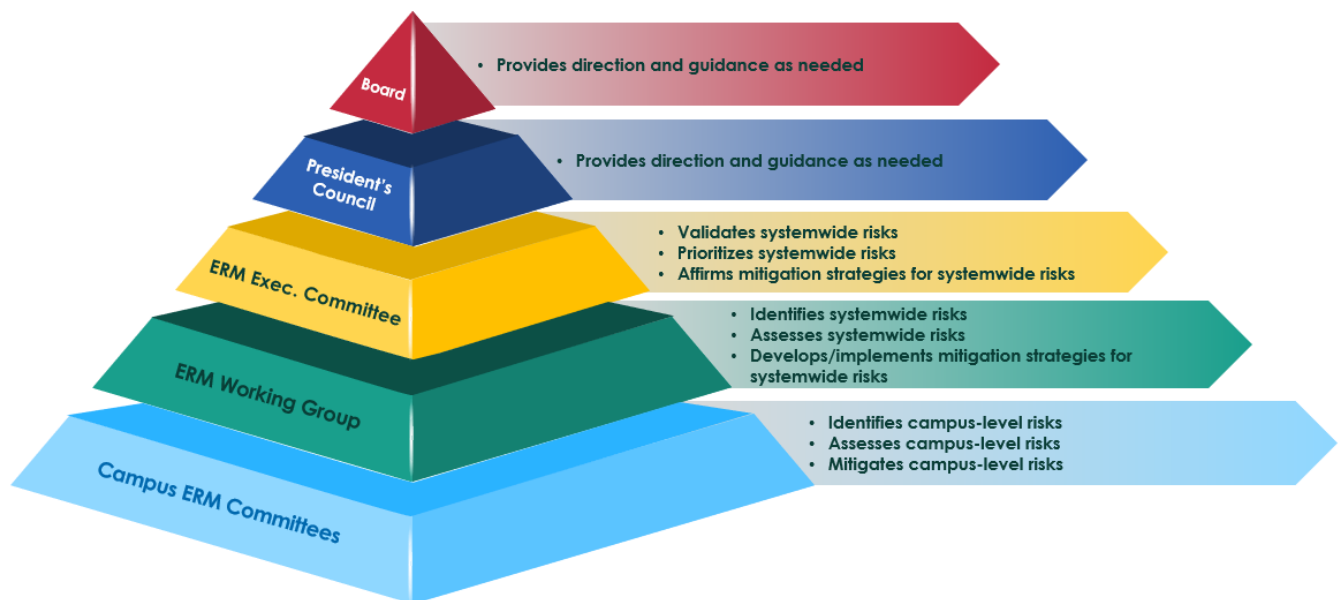 Board
• Provides direction and guidance as needed
President's
Council
• Provides direction and guidance as needed
ERM Exec. Committee
• Validates systemwide risks
• Prioritizes systemwide risks
• Affirms mitigation strategies for systemwide risks
ERM Working Group
• Identifies systemwide risks
• Assesses systemwide risks
• Develops/implements mitigation strategies for
systemwide risks
Campus ERM Committees
• Identifies campus-level risks
• Assesses campus-level risks
• Mitigates campus-level risks